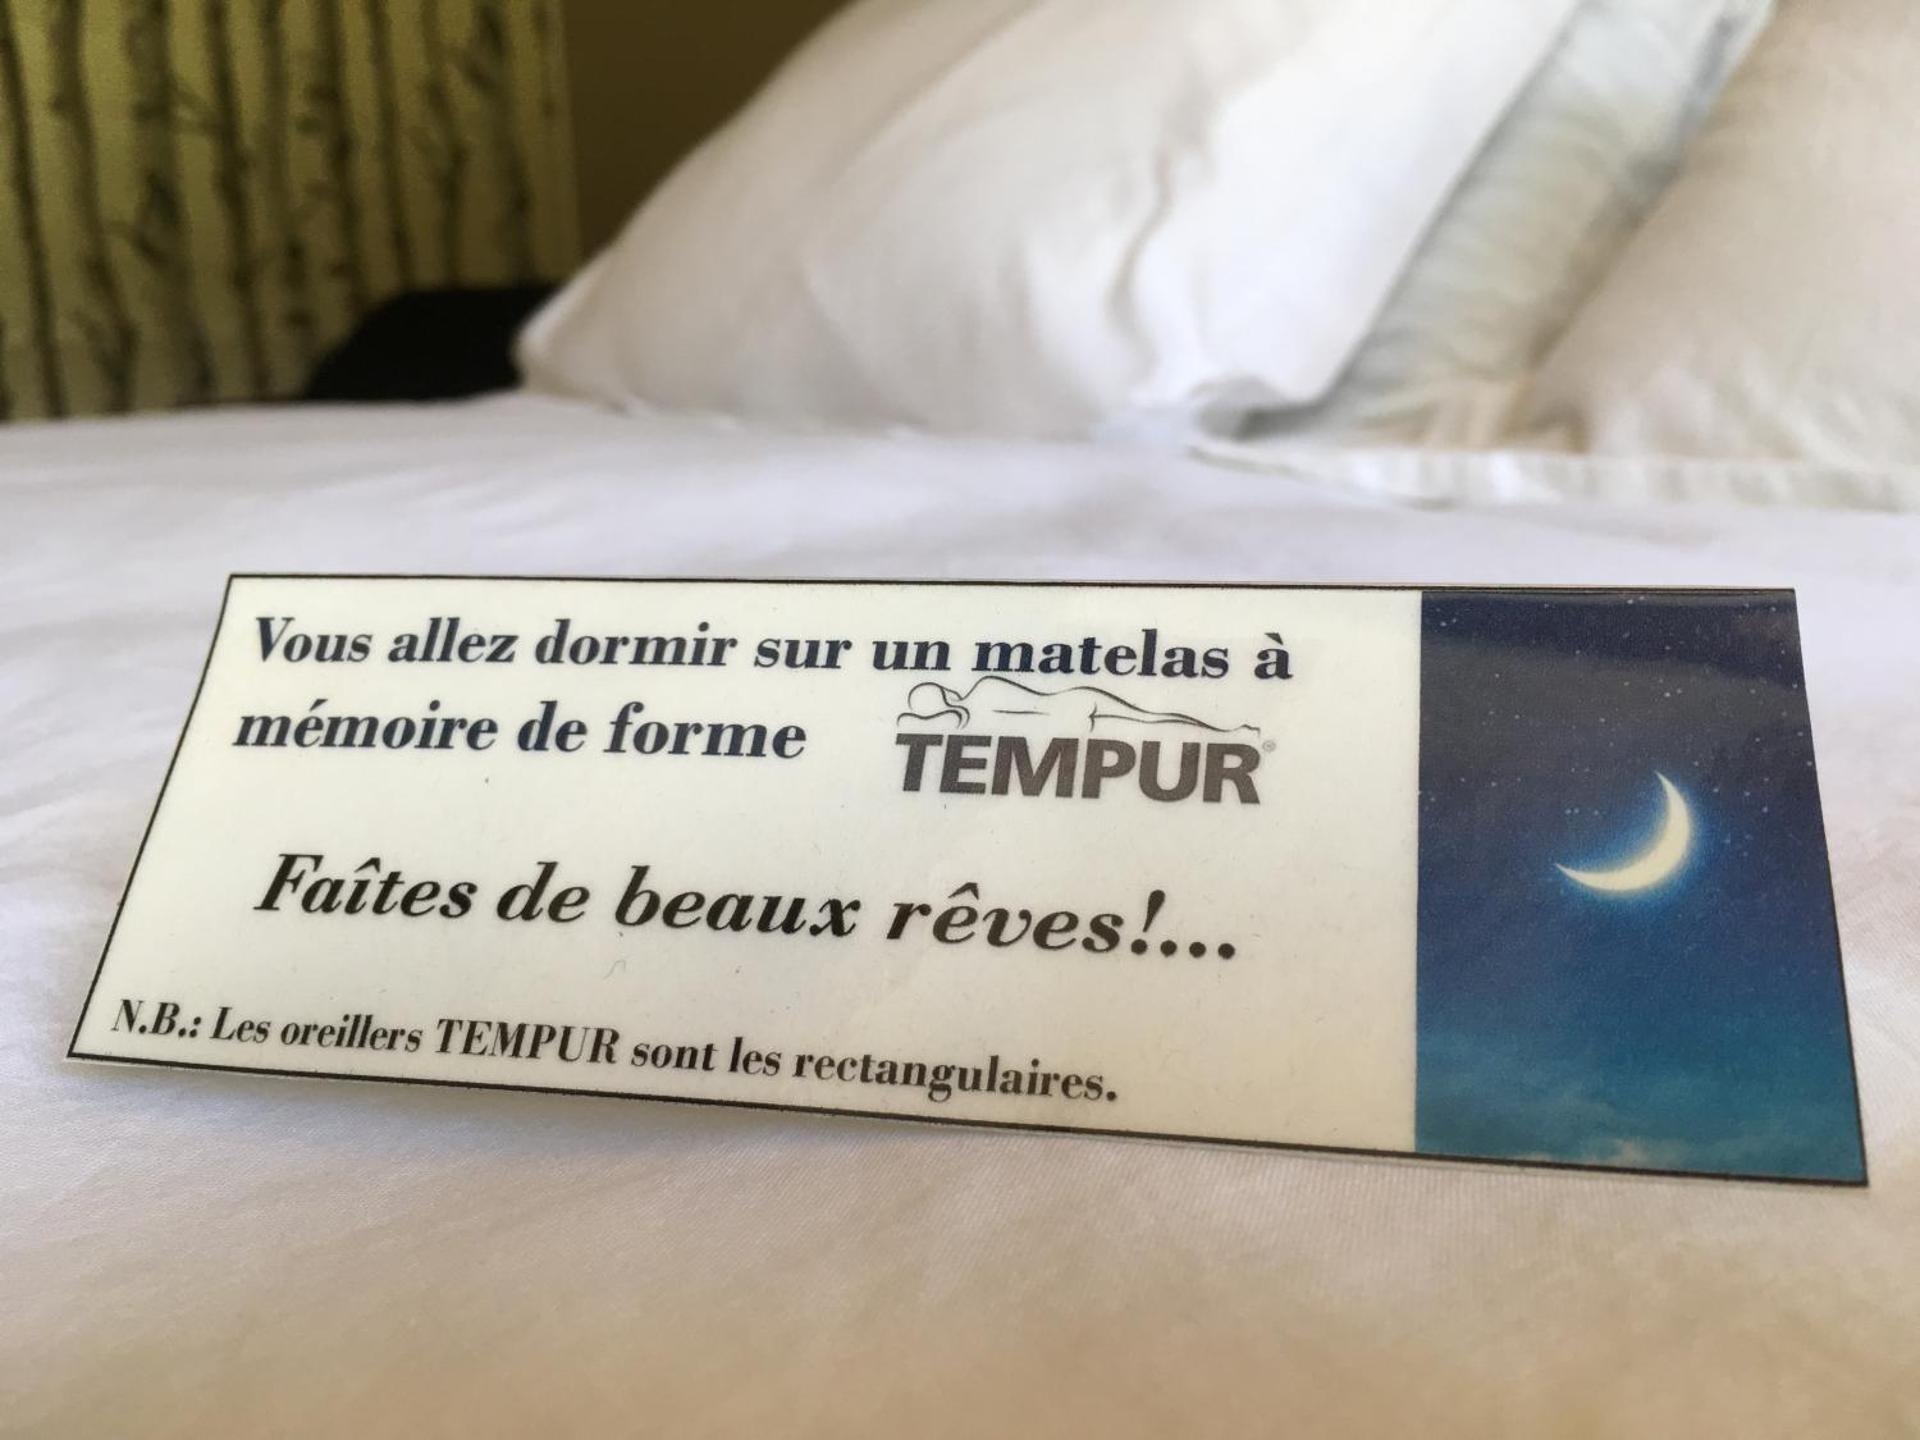 Vous allez dormir sur un matelas à
mémoire de forme TEMPUR®
Faîtes de beaux rêves!...
N.B.: Les oreillers TEMPUR sont les rectangulaires.